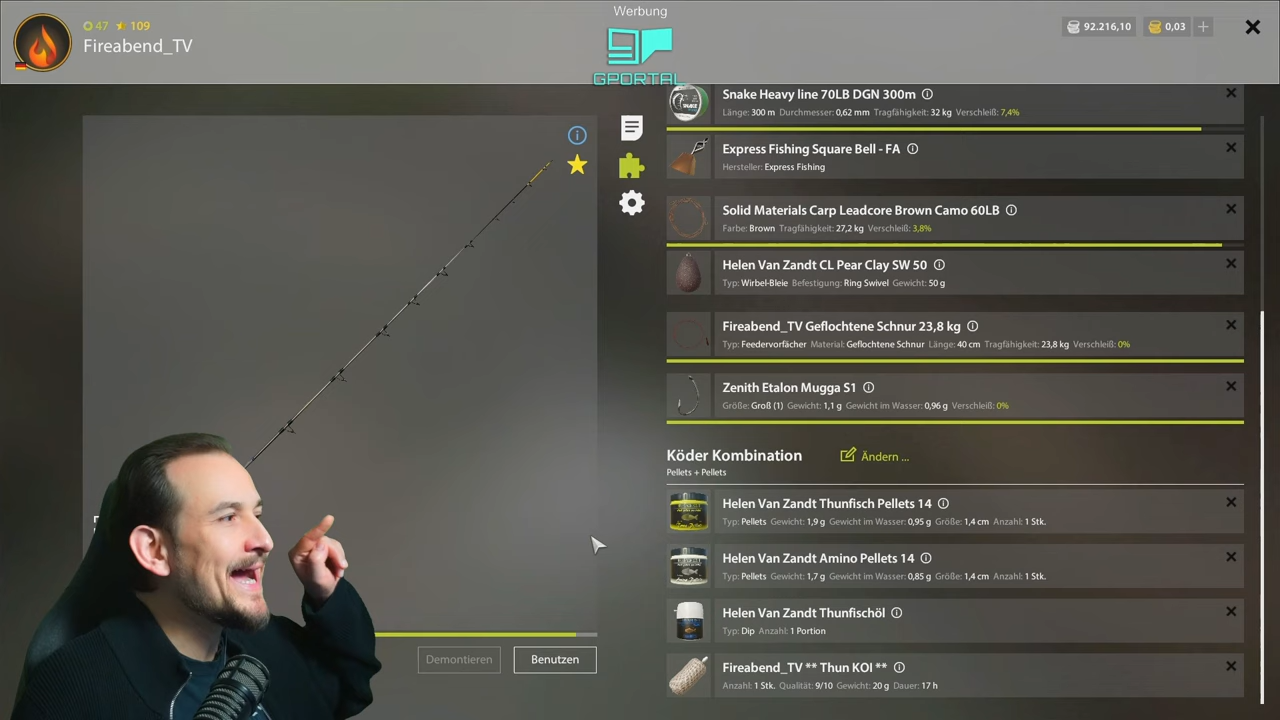 Werbung
GPORTAL
47 109
Fireabend_TV
92.216,10
0,03
Snake Heavy line 70LB DGN 300m
Länge: 300 m Durchmesser: 0,62 mm Tragfähigkeit: 32 kg Verschleiß: 7,4%
Express Fishing Square Bell - FA
Hersteller: Express Fishing
Solid Materials Carp Leadcore Brown Camo 60LB
Farbe: Brown Tragfähigkeit: 27,2 kg Verschleiß: 3,8%
Helen Van Zandt CL Pear Clay SW 50
Typ: Wirbel-Bleie Befestigung: Ring Swivel Gewicht: 50 g
Fireabend_TV Geflochtene Schnur 23,8 kg
Typ: Feedervorfächer Material: Geflochtene Schnur Länge: 40 cm Tragfähigkeit: 23,8 kg Verschleiß: 0%
Zenith Etalon Mugga S1
Größe: Groß (1) Gewicht: 1,1 g Gewicht im Wasser: 0,96 g Verschleiß: 0%
Köder Kombination
Ändern ...
Pellets + Pellets
Helen Van Zandt Thunfisch Pellets 14
Typ: Pellets Gewicht: 1,9 g Gewicht im Wasser: 0,95 g Größe: 1,4 cm Anzahl: 1 Stk.
Helen Van Zandt Amino Pellets 14
Typ: Pellets Gewicht: 1,7 g Gewicht im Wasser: 0,85 g Größe: 1,4 cm Anzahl: 1 Stk.
Helen Van Zandt Thunfischöl
Typ: Dip Anzahl: 1 Portion
Fireabend_TV ** Thun KOI **
Anzahl: 1 Stk. Qualität: 9/10 Gewicht: 20 g Dauer: 17 h
Demontieren
Benutzen